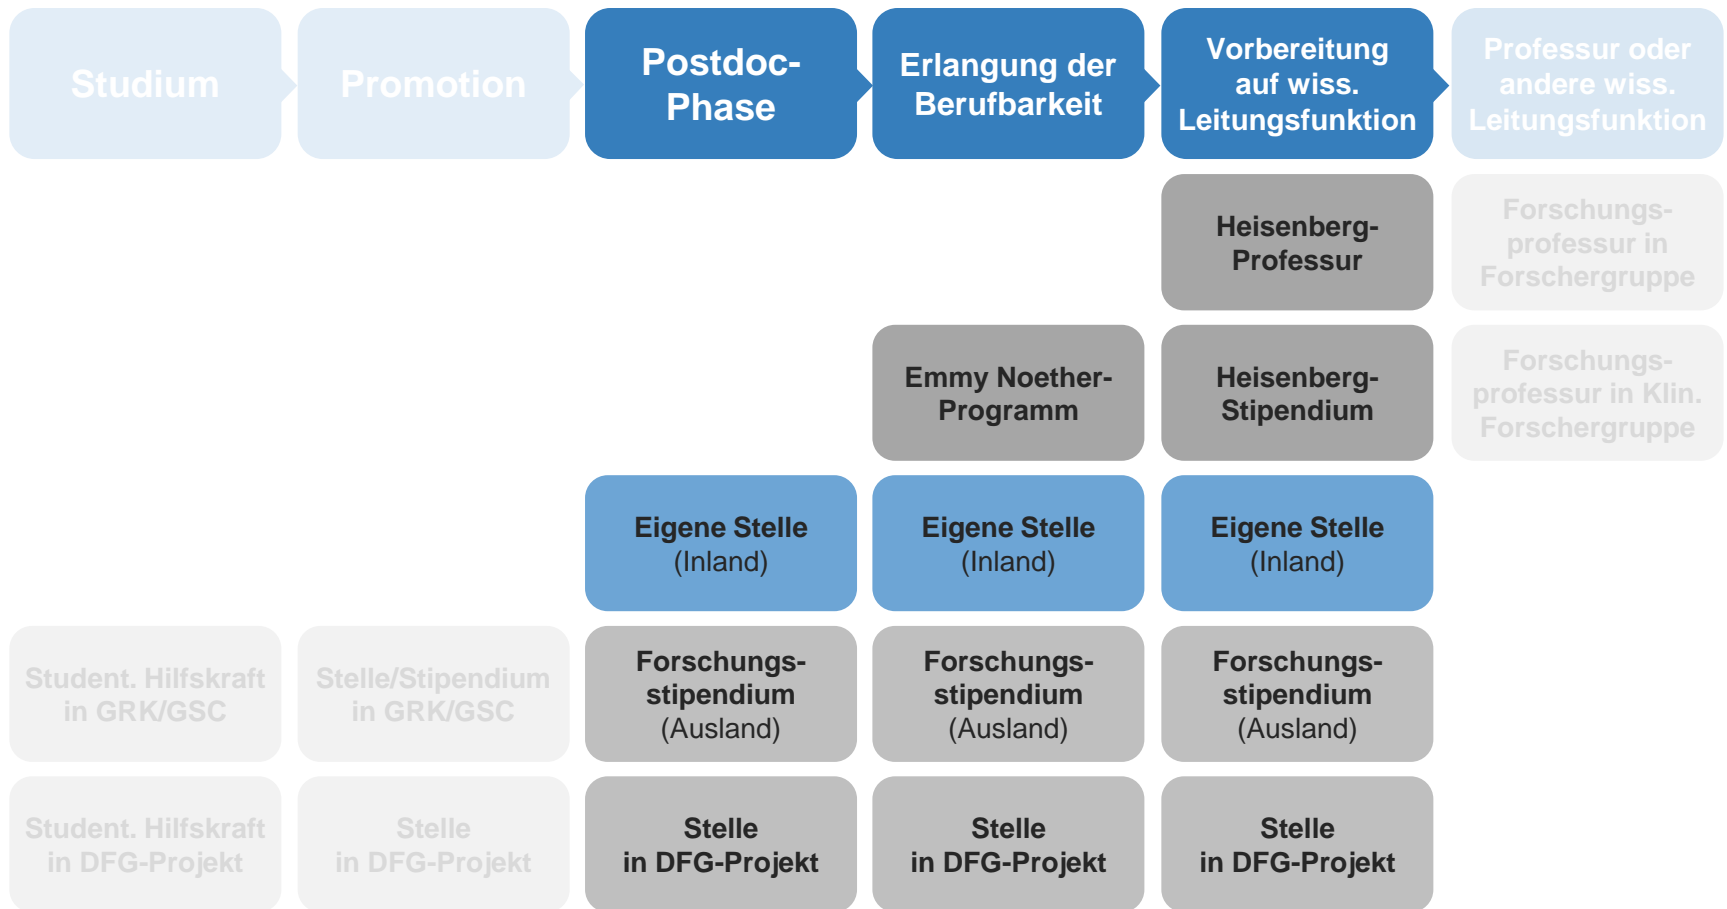 Studium
Promotion
Postdoc-
Phase
Erlangung der
Berufbarkeit
Vorbereitung
auf wiss.
Leitungsfunktion
Professur oder
andere wiss.
Leitungsfunktion
Heisenberg-
Professur
Forschungs-
professur in
Forschergruppe
Emmy Noether-
Programm
Heisenberg-
Stipendium
Forschungs-
professur in Klin.
Forschergruppe
Eigene Stelle
(Inland)
Eigene Stelle
(Inland)
Eigene Stelle
(Inland)
Student. Hilfskraft
in GRK/GSC
Stelle/Stipendium
in GRK/GSC
Forschungs-
stipendium
(Ausland)
Forschungs-
stipendium
(Ausland)
Forschungs-
stipendium
(Ausland)
Student. Hilfskraft
in DFG-Projekt
Stelle
in DFG-Projekt
Stelle
in DFG-Projekt
Stelle
in DFG-Projekt
Stelle
in DFG-Projekt